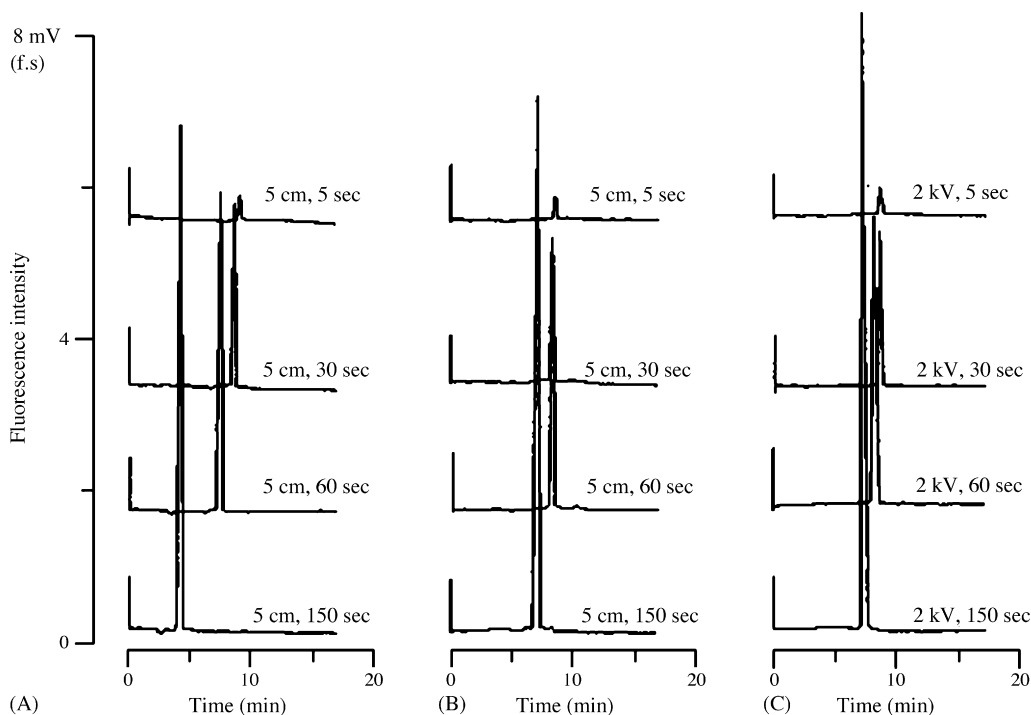 8 mV
(f.s)
4
0
Fluorescence intensity
5 cm, 5 sec
5 cm, 30 sec
5 cm, 60 sec
5 cm, 150 sec
0
10
20
(A)
Time (min)
5 cm, 5 sec
5 cm, 30 sec
5 cm, 60 sec
5 cm, 150 sec
0
10
20
(B)
Time (min)
2 kV, 5 sec
2 kV, 30 sec
2 kV, 60 sec
2 kV, 150 sec
0
10
20
(C)
Time (min)